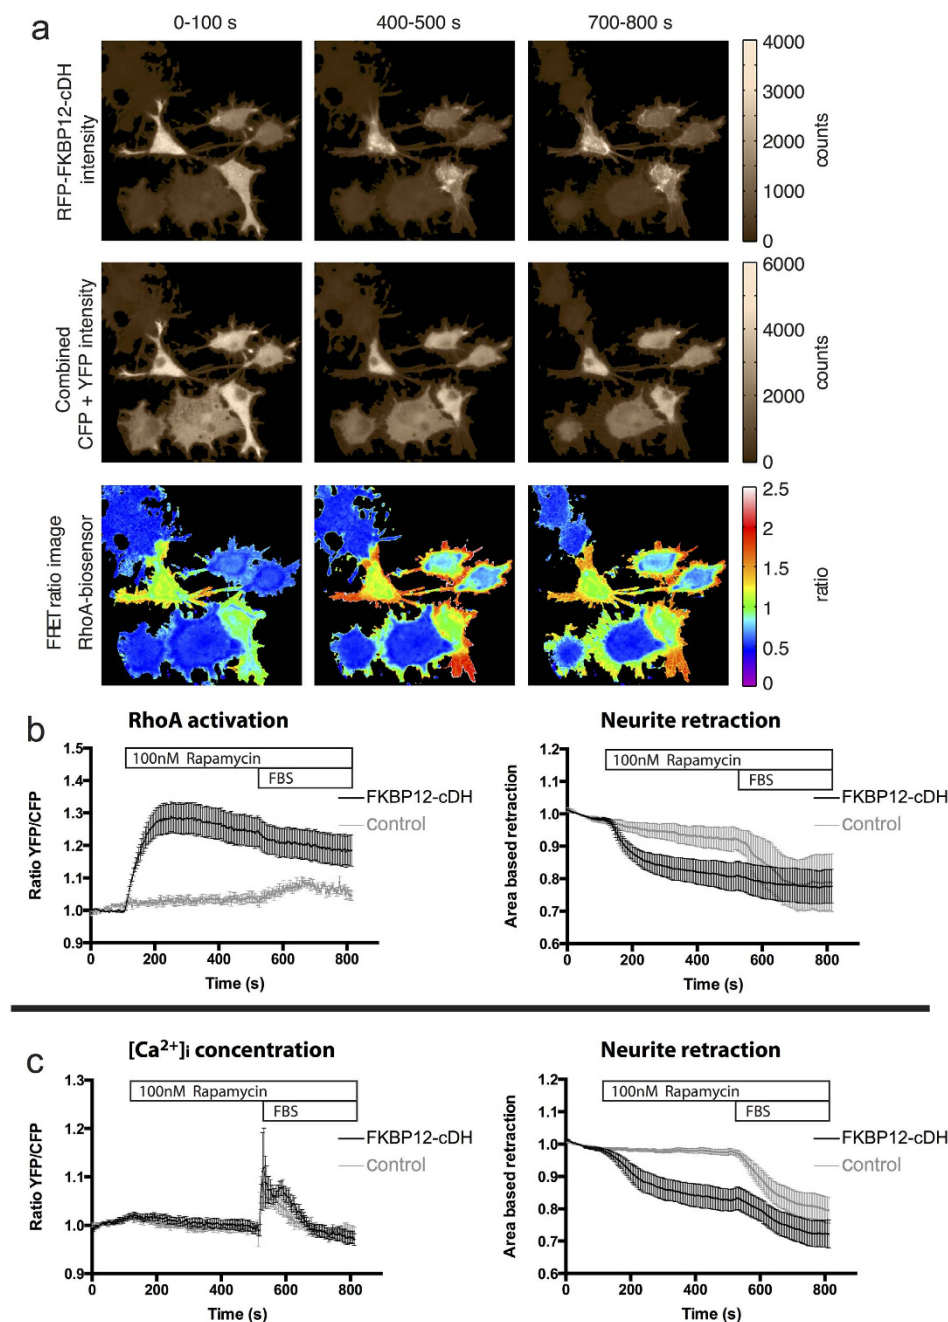 a
0-100 s
400-500 s
700-800 s
RFP-FKBP12-cDH
intensity
4000
3000
2000
1000
0
counts
Combined
CFP + YFP intensity
6000
4000
2000
0
counts
FRET ratio image
RhoA-biosensor
2.5
2
1.5
1
0.5
0
ratio
b
RhoA activation
1.5
1.4
1.3
1.2
1.1
1.0
0.9
Ratio YFP/CFP
100nM Rapamycin
FBS
FKBP12-cDH
Control
0
200
400
600
800
Time (s)
Neurite retraction
1.2
1.1
1.0
0.9
0.8
0.7
0.6
Area based retraction
100nM Rapamycin
FBS
FKBP12-cDH
Control
0
200
400
600
800
Time (s)
c
[Ca²⁺]i concentration
1.3
1.2
1.1
1.0
0.9
Ratio YFP/CFP
100nM Rapamycin
FBS
FKBP12-cDH
Control
0
200
400
600
800
Time (s)
Neurite retraction
1.2
1.1
1.0
0.9
0.8
0.7
0.6
Area based retraction
100nM Rapamycin
FBS
FKBP12-cDH
Control
0
200
400
600
800
Time (s)